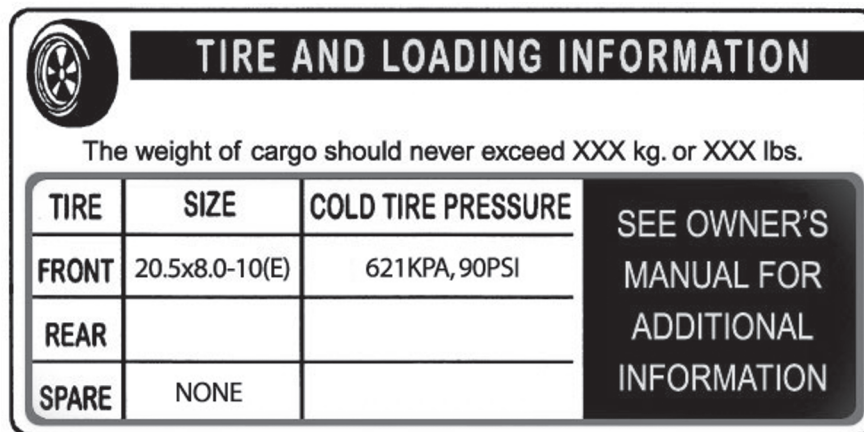 TIRE AND LOADING INFORMATION
The weight of cargo should never exceed XXX kg. or XXX lbs.
TIRE SIZE COLD TIRE PRESSURE
FRONT 20.5x8.0-10(E) 621KPA, 90PSI
REAR
SPARE NONE
SEE OWNER'S
MANUAL FOR
ADDITIONAL
INFORMATION